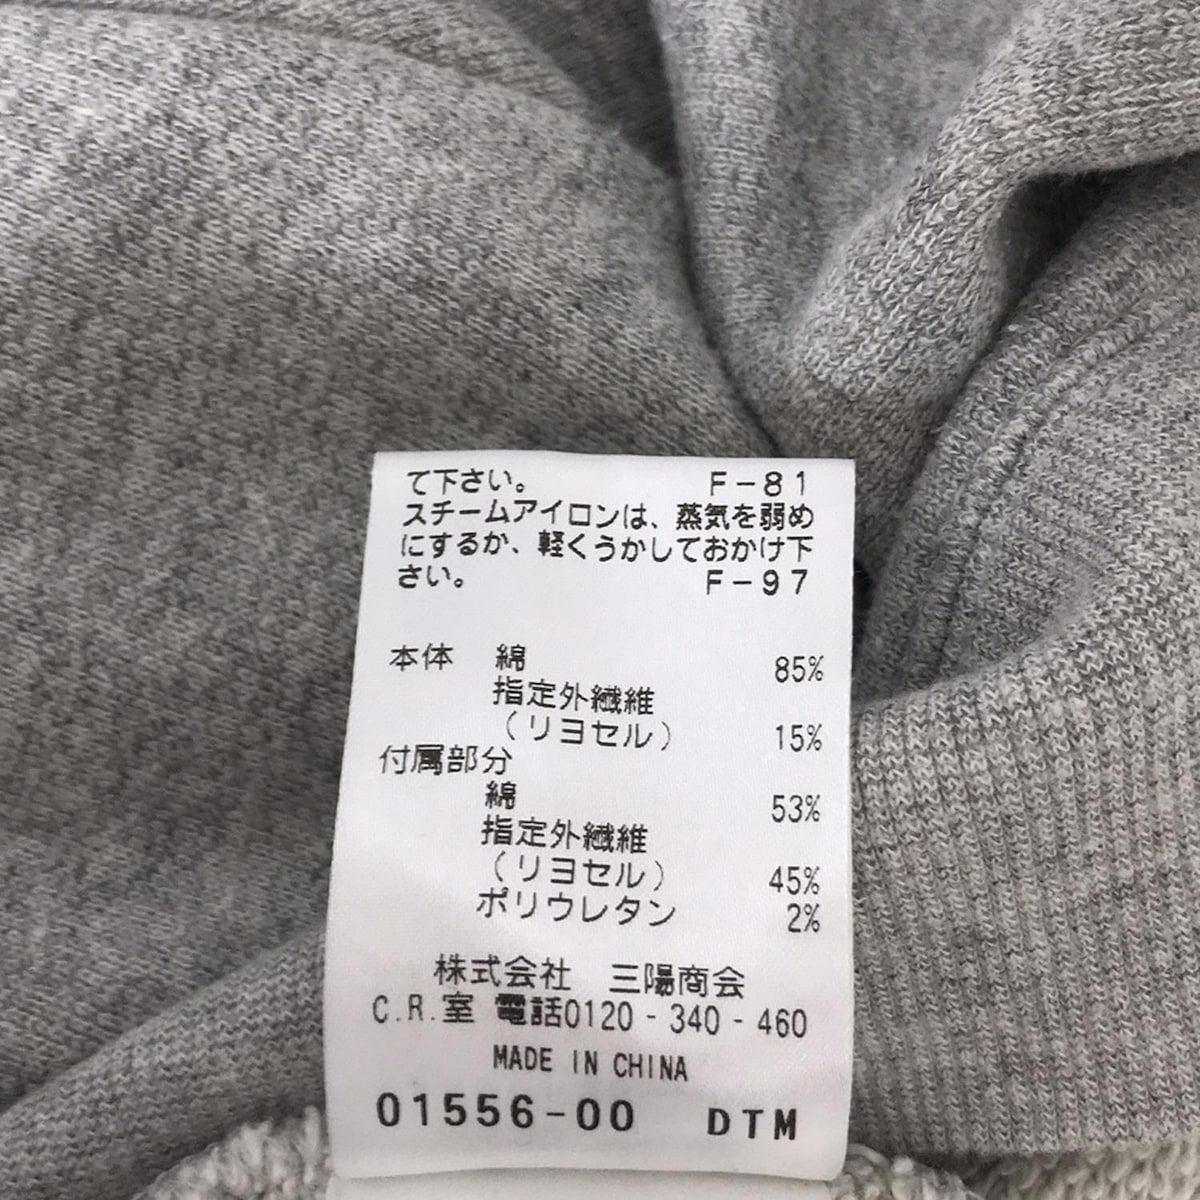 て下さい。 F-81
スチームアイロンは、蒸気を弱め
にするか、軽くうかしておかけ下
さい。 F-97
本体 綿 85%
指定外繊維
（リヨセル） 15%
付属部分
綿 53%
指定外繊維
（リヨセル） 45%
ポリウレタン 2%
株式会社 三陽商会
C.R.室 電話0120-340-460
MADE IN CHINA
01556-00 DTM